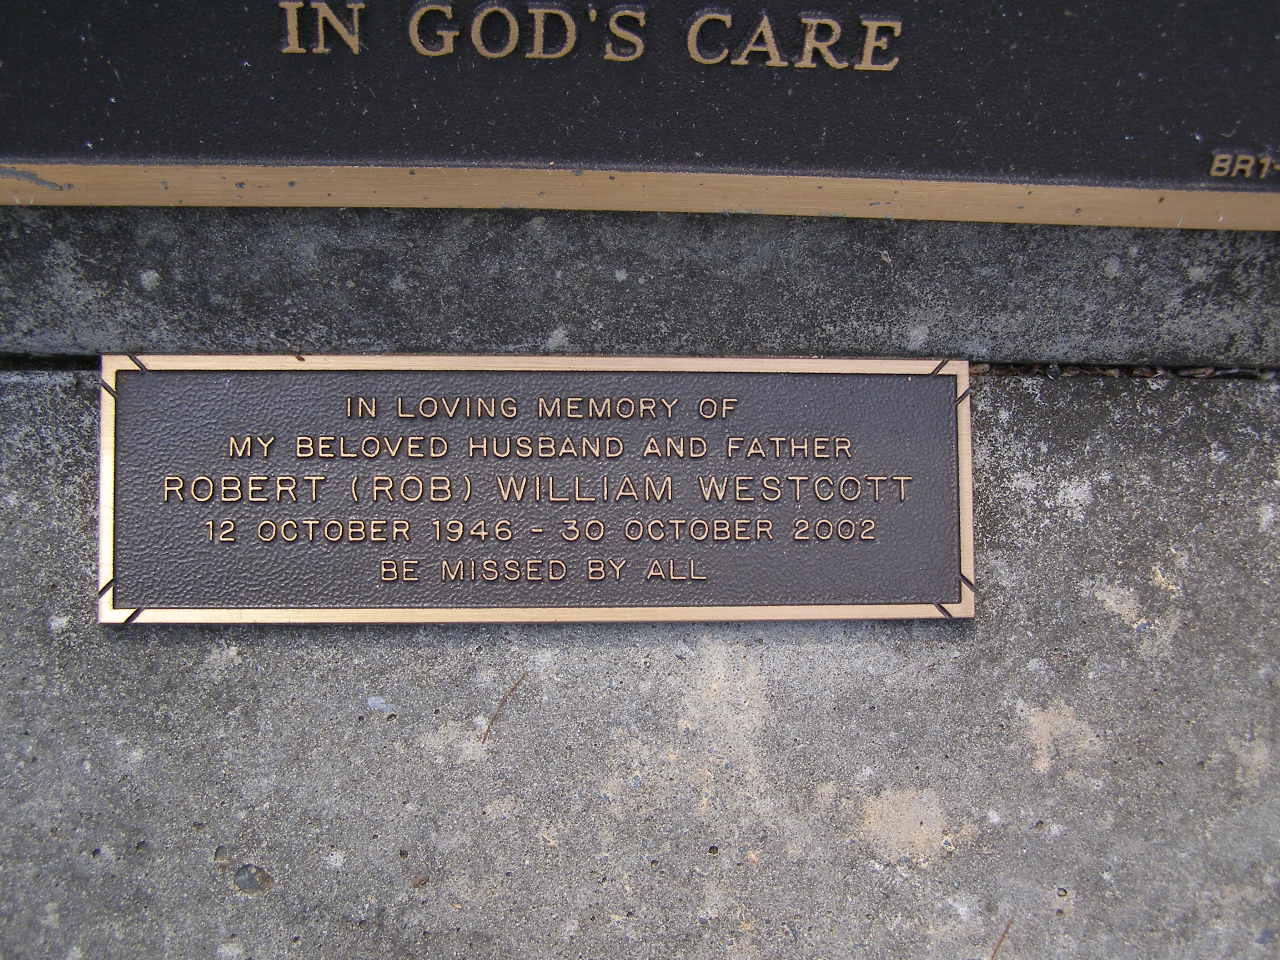 IN GOD'S CARE
IN LOVING MEMORY OF
MY BELOVED HUSBAND AND FATHER
ROBERT (ROB) WILLIAM WESTCOTT
12 OCTOBER 1946 - 30 OCTOBER 2002
BE MISSED BY ALL